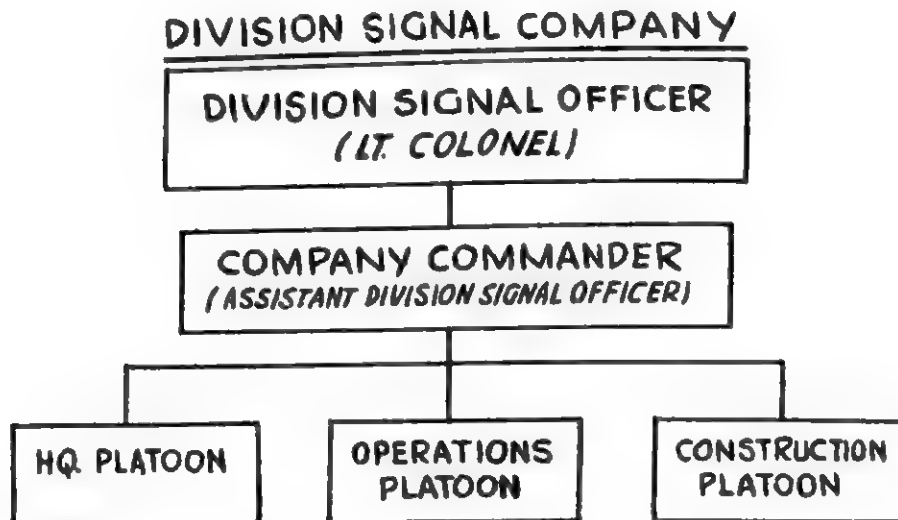 DIVISION SIGNAL COMPANY
DIVISION SIGNAL OFFICER
(LT. COLONEL)
COMPANY COMMANDER
(ASSISTANT DIVISION SIGNAL OFFICER)
HQ. PLATOON
OPERATIONS
PLATOON
CONSTRUCTION
PLATOON